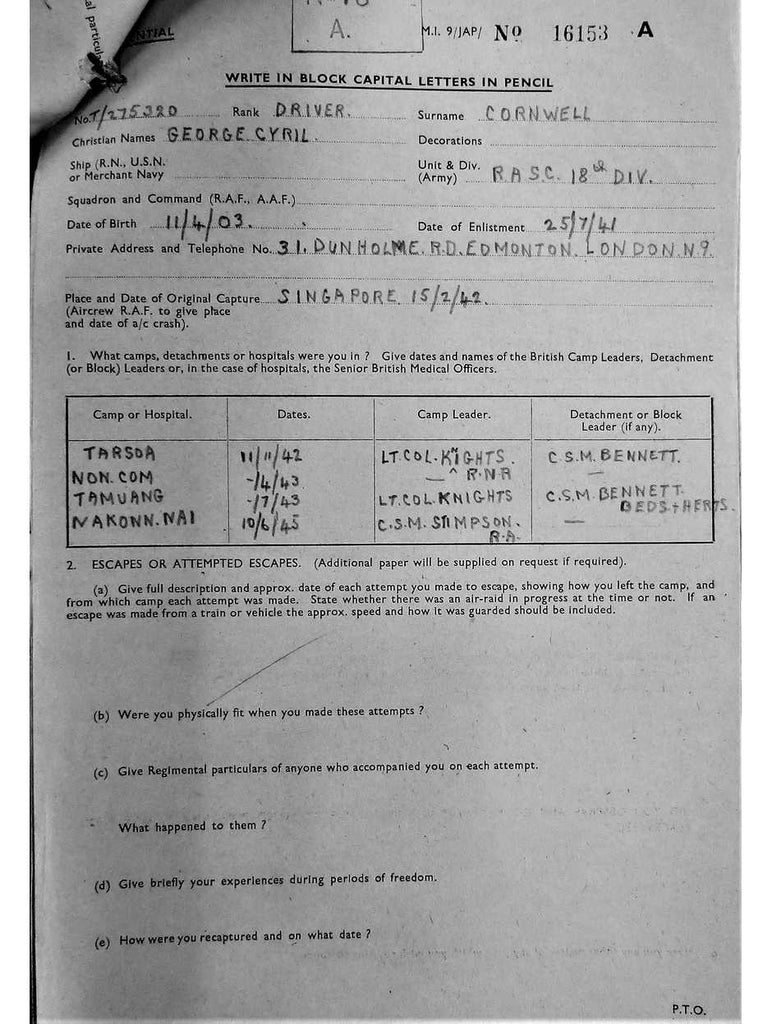 al particul
NTIAL
A.
M.I. 9/JAP/ No 16153 A
WRITE IN BLOCK CAPITAL LETTERS IN PENCIL
No. T/275320 Rank DRIVER. Surname CORNWELL
Christian Names GEORGE CYRIL. Decorations
Ship (R.N., U.S.N. or Merchant Navy Unit & Div. (Army) RASC. 18th DIV.
Squadron and Command (R.A.F., A.A.F.)
Date of Birth 11/4/03. Date of Enlistment 25/7/41
Private Address and Telephone No. 31. DUNHOLME. RD. EDMONTON. LONDON. N.9.
Place and Date of Original Capture SINGAPORE 15/2/42.
(Aircrew R.A.F. to give place
and date of a/c crash).
1. What camps, detachments or hospitals were you in ? Give dates and names of the British Camp Leaders, Detachment
(or Block) Leaders or, in the case of hospitals, the Senior British Medical Officers.
Camp or Hospital. Dates. Camp Leader. Detachment or Block Leader (if any).
TARSOA 11/11/42 LT. COL. KNIGHTS. C.S.M. BENNETT.
NON. COM -/4/43 — R.N.R —
TAMUANG -/7/43 LT. COL. KNIGHTS C.S.M. BENNETT. BEDS + HERTS.
NAKONN. NAI 10/6/45 C.S.M. STIMPSON. R.A. —
2. ESCAPES OR ATTEMPTED ESCAPES. (Additional paper will be supplied on request if required).
(a) Give full description and approx. date of each attempt you made to escape, showing how you left the camp, and
from which camp each attempt was made. State whether there was an air-raid in progress at the time or not. If an
escape was made from a train or vehicle the approx. speed and how it was guarded should be included.
(b) Were you physically fit when you made these attempts ?
(c) Give Regimental particulars of anyone who accompanied you on each attempt.
What happened to them ?
(d) Give briefly your experiences during periods of freedom.
(e) How were you recaptured and on what date ?
P.T.O.